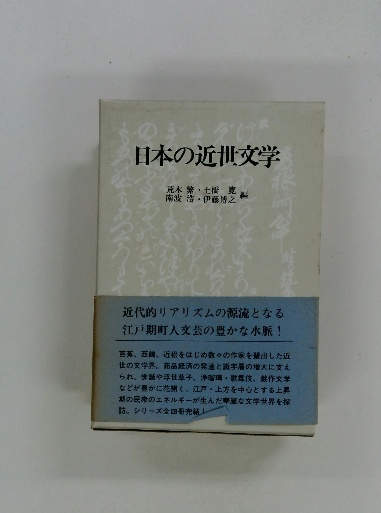 日本の近世文学
荒木 繁・土橋 寛
南波 浩・伊藤博之
編
近代的リアリズムの源流となる
江戸期町人文芸の豊かな水脈!
芭蕉、西鶴、近松をはじめ数々の作家を輩出した近
世の文学界。商品経済の発達と識字層の増大に支え
られ、俳諧や浮世草子、浄瑠璃・歌舞伎、戯作文学
などが豊かに花開く。江戸・上方を中心とする上昇
期の民衆のエネルギーが生んだ華麗な文学世界を探
訪。シリーズ全四冊完結!